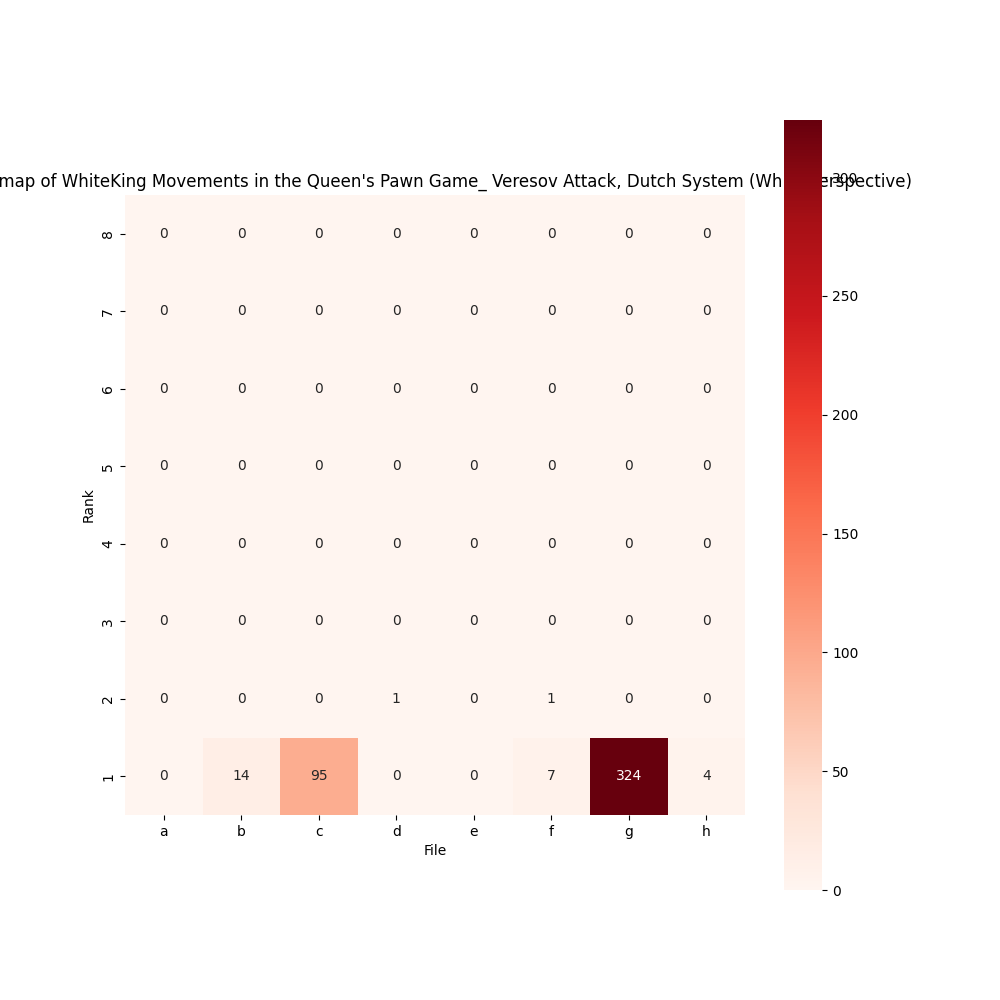 map of WhiteKing Movements in the Queen's Pawn Game_ Veresov Attack, Dutch System (Wh
300
8 0 0 0 0 0 0 0 0
250
7 0 0 0 0 0 0 0 0
6 0 0 0 0 0 0 0 0
200
5 0 0 0 0 0 0 0 0
Rank
150
4 0 0 0 0 0 0 0 0
3 0 0 0 0 0 0 0 0
100
2 0 0 0 1 0 1 0 0
50
1 0 14 95 0 0 7 324 4
a b c d e f g h
File
0